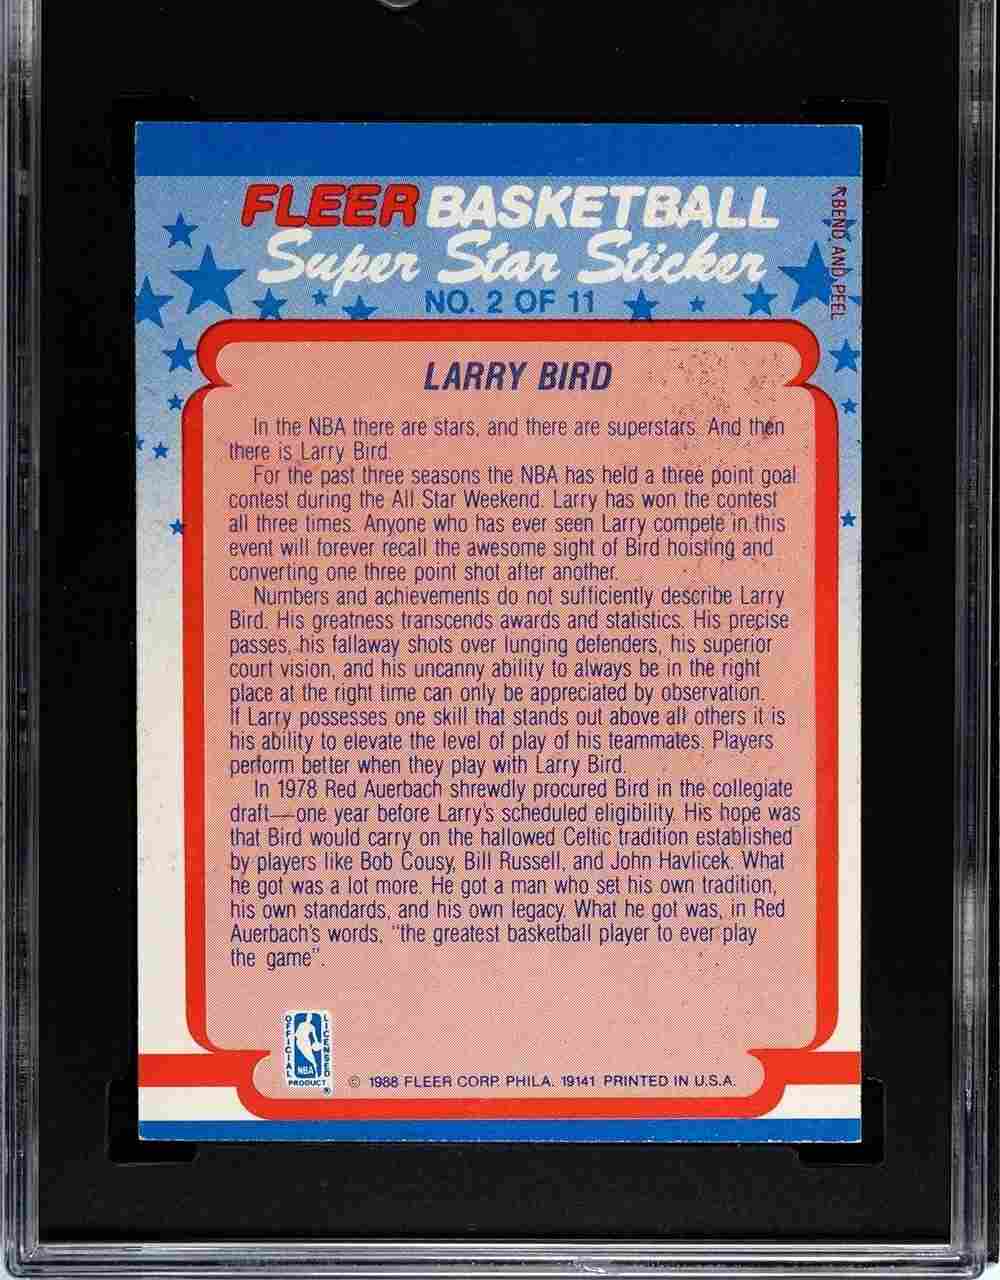 FLEER BASKETBALL
Super Star Sticker
NO. 2 OF 11
BEND AND PEEL
LARRY BIRD
In the NBA there are stars, and there are superstars. And then
there is Larry Bird.
For the past three seasons the NBA has held a three point goal
contest during the All Star Weekend. Larry has won the contest
all three times. Anyone who has ever seen Larry compete in this
event will forever recall the awesome sight of Bird hoisting and
converting one three point shot after another.
Numbers and achievements do not sufficiently describe Larry
Bird. His greatness transcends awards and statistics. His precise
passes, his fallaway shots over lunging defenders, his superior
court vision, and his uncanny ability to always be in the right
place at the right time can only be appreciated by observation.
If Larry possesses one skill that stands out above all others it is
his ability to elevate the level of play of his teammates. Players
perform better when they play with Larry Bird.
In 1978 Red Auerbach shrewdly procured Bird in the collegiate
draft—one year before Larry's scheduled eligibility. His hope was
that Bird would carry on the hallowed Celtic tradition established
by players like Bob Cousy, Bill Russell, and John Havlicek. What
he got was a lot more. He got a man who set his own tradition,
his own standards, and his own legacy. What he got was, in Red
Auerbach's words, "the greatest basketball player to ever play
the game".
OFFICIAL LICENSED
NBA
PRODUCT ®
© 1988 FLEER CORP. PHILA. 19141 PRINTED IN U.S.A.